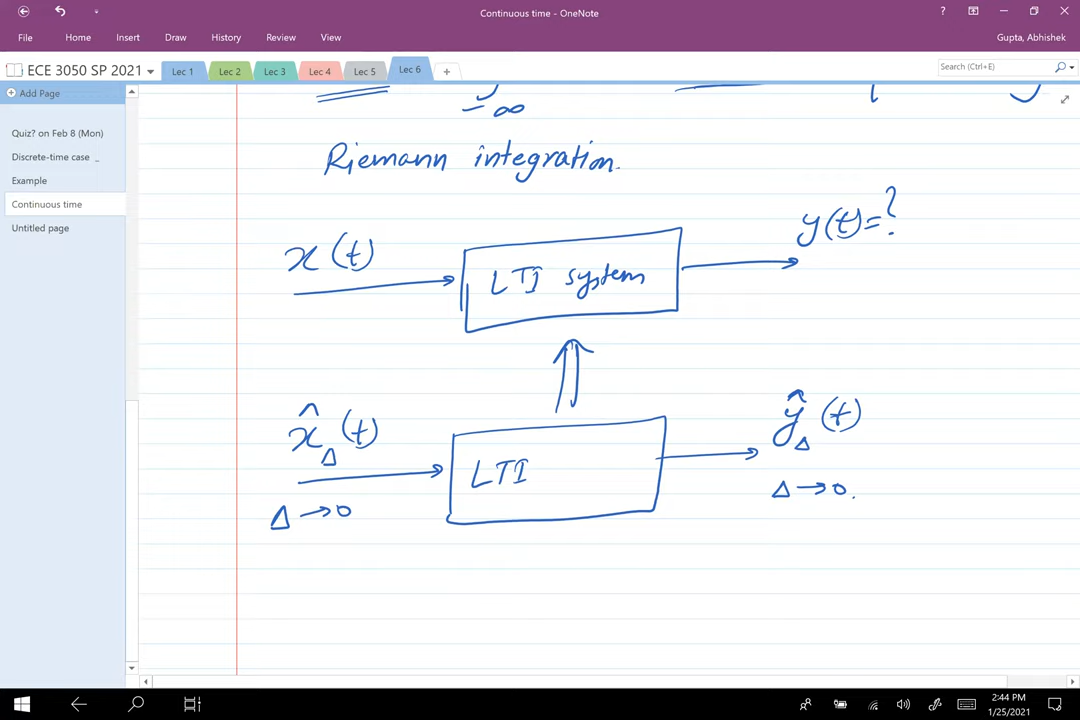 Continuous time - OneNote
?
File Home Insert Draw History Review View
Gupta, Abhishek
ECE 3050 SP 2021
Lec 1 Lec 2 Lec 3 Lec 4 Lec 5 Lec 6 +
Search (Ctrl+E)
Add Page
Quiz? on Feb 8 (Mon)
Discrete-time case _
Example
Continuous time
Untitled page
-∞
Riemann integration.
x(t)
LTI system
y(t)=?
x̂_Δ(t)
LTI
ŷ_Δ(t)
Δ→0
Δ→0.
2:44 PM
1/25/2021